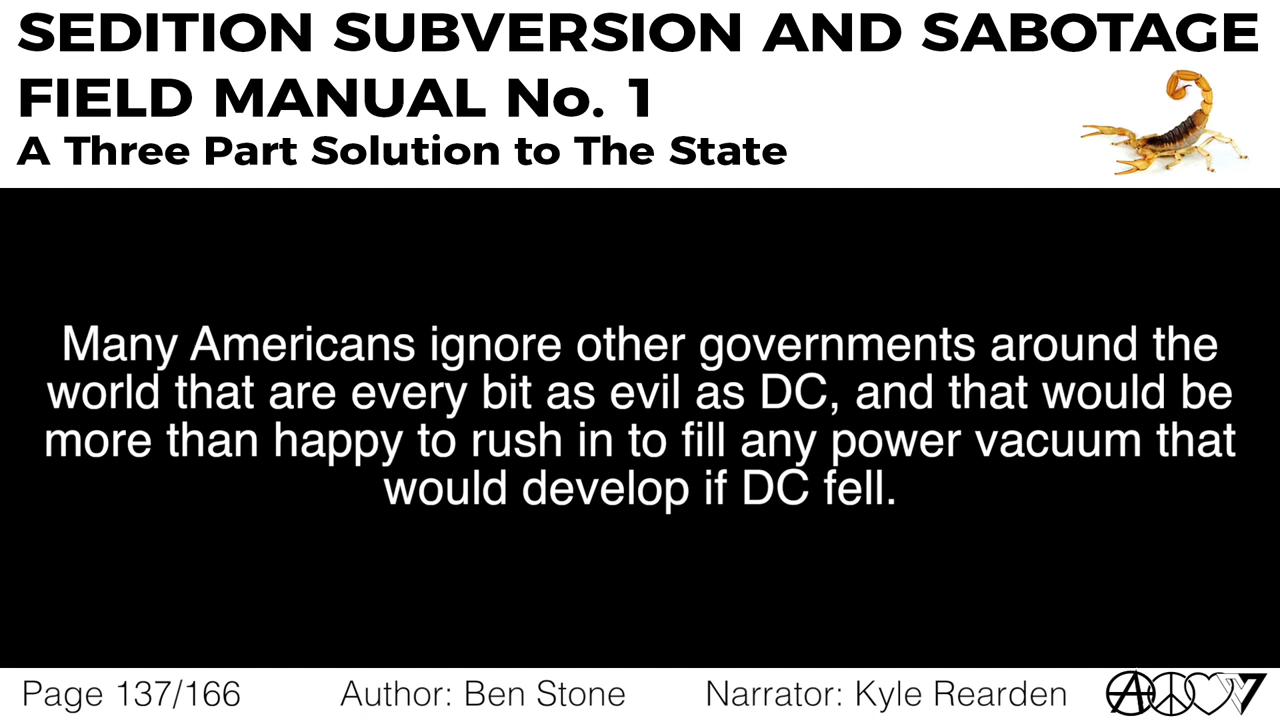 SEDITION SUBVERSION AND SABOTAGE
FIELD MANUAL No. 1
A Three Part Solution to The State
Many Americans ignore other governments around the
world that are every bit as evil as DC, and that would be
more than happy to rush in to fill any power vacuum that
would develop if DC fell.
Page 137/166 Author: Ben Stone Narrator: Kyle Rearden